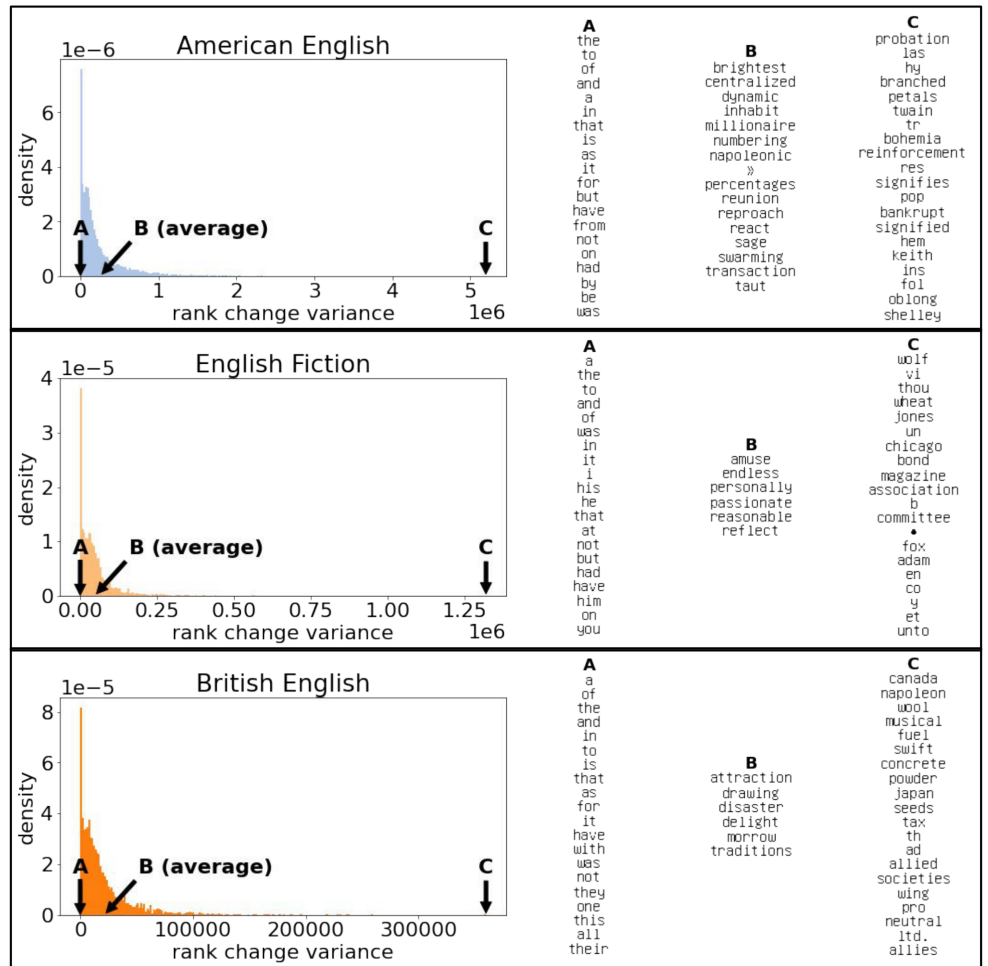 American English
1e−6
density
6
4
2
0
A
B (average)
C
0 1 2 3 4 5
1e6
rank change variance
A
the
to
of
and
a
in
that
is
as
it
for
but
have
from
not
on
had
by
be
was
B
brightest
centralized
dynamic
inhabit
millionaire
numbering
napoleonic
»
percentages
reunion
reproach
react
sage
swarming
transaction
taut
C
probation
las
hy
branched
petals
twain
tr
bohemia
reinforcement
res
signifies
pop
bankrupt
signified
hem
keith
ins
fol
oblong
shelley
English Fiction
1e−5
density
4
3
2
1
0
A
B (average)
C
0.00 0.25 0.50 0.75 1.00 1.25
1e6
rank change variance
A
a
the
to
and
of
was
in
it
i
his
he
that
at
not
but
had
have
him
on
you
B
amuse
endless
personally
passionate
reasonable
reflect
C
wolf
vi
thou
wheat
jones
un
chicago
bond
magazine
association
b
committee
•
fox
adam
en
co
y
et
unto
British English
1e−5
density
8
6
4
2
0
A
B (average)
C
0 100000 200000 300000
rank change variance
A
a
of
the
and
in
to
is
that
as
for
it
have
with
was
not
they
one
this
all
their
B
attraction
drawing
disaster
delight
morrow
traditions
C
canada
napoleon
wool
musical
fuel
swift
concrete
powder
japan
seeds
tax
th
ad
allied
societies
wing
pro
neutral
ltd.
allies